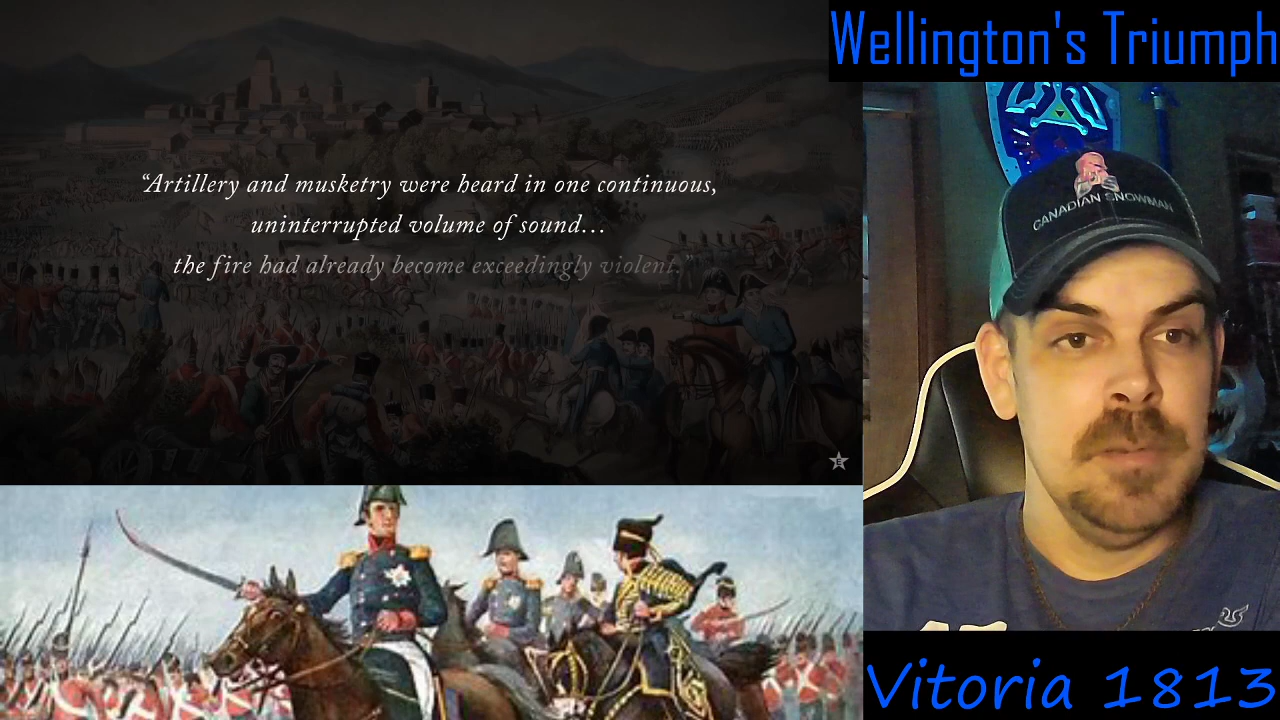 Wellington's Triumph
“Artillery and musketry were heard in one continuous,
uninterrupted volume of sound…
the fire had already become exceedingly violent.”
CANADIAN SNOWMAN
E
Vitoria 1813